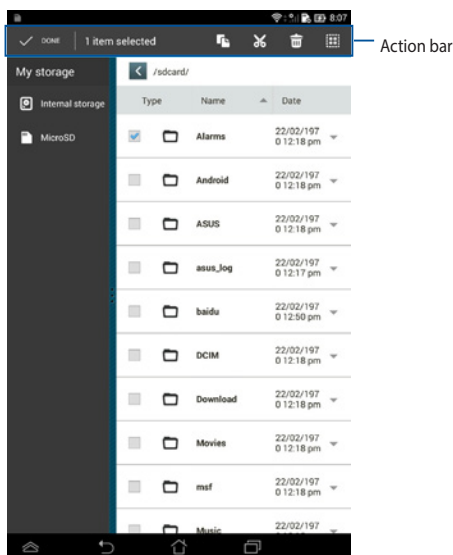 8:07
DONE 1 item selected
Action bar
My storage
/sdcard/
Internal storage
MicroSD
Type Name Date
Alarms 22/02/197
0 12:18 pm
Android 22/02/197
0 12:18 pm
ASUS 22/02/197
0 12:18 pm
asus_log 22/02/197
0 12:17 pm
baidu 22/02/197
0 12:50 pm
DCIM 22/02/197
0 12:18 pm
Download 22/02/197
0 12:18 pm
Movies 22/02/197
0 12:18 pm
msf 22/02/197
0 12:18 pm
Music 22/02/197